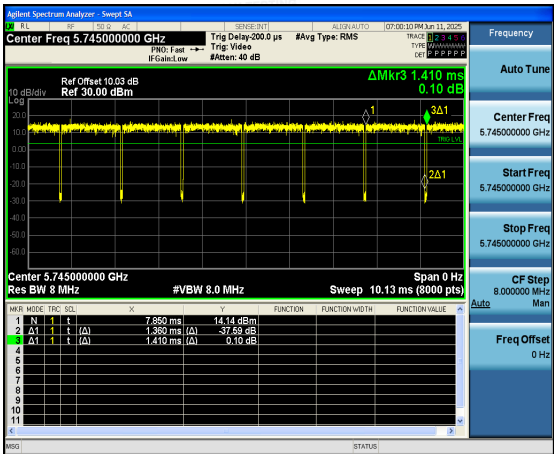 Agilent Spectrum Analyzer - Swept SA
RL RF 50 Ω AC SENSE:INT ALIGN AUTO 07:00:10 PM Jun 11, 2025
Center Freq 5.745000000 GHz
PNO: Fast
IFGain:Low
Trig Delay-200.0 µs
Trig: Video
#Atten: 40 dB
#Avg Type: RMS
TRACE 1 2 3 4 5 6
TYPE
DET P P P P P P
ΔMkr3 1.410 ms
0.10 dB
Ref Offset 10.03 dB
Ref 30.00 dBm
10 dB/div
Log
20.0
10.0
0.00
-10.0
-20.0
-30.0
-40.0
-50.0
-60.0
1
3Δ1
TRIG LVL
2Δ1
Center 5.745000000 GHz
Span 0 Hz
Res BW 8 MHz
#VBW 8.0 MHz
Sweep 10.13 ms (8000 pts)
MKR MODE TRC SCL X Y FUNCTION FUNCTION WIDTH FUNCTION VALUE
1 N 1 t 7.850 ms 14.14 dBm
2 Δ1 1 t (Δ) 1.360 ms (Δ) -37.59 dB
3 Δ1 1 t (Δ) 1.410 ms (Δ) 0.10 dB
4
5
6
7
8
9
10
11
MSG
STATUS
Frequency
Auto Tune
Center Freq
5.745000000 GHz
Start Freq
5.745000000 GHz
Stop Freq
5.745000000 GHz
CF Step
8.000000 MHz
Auto Man
Freq Offset
0 Hz